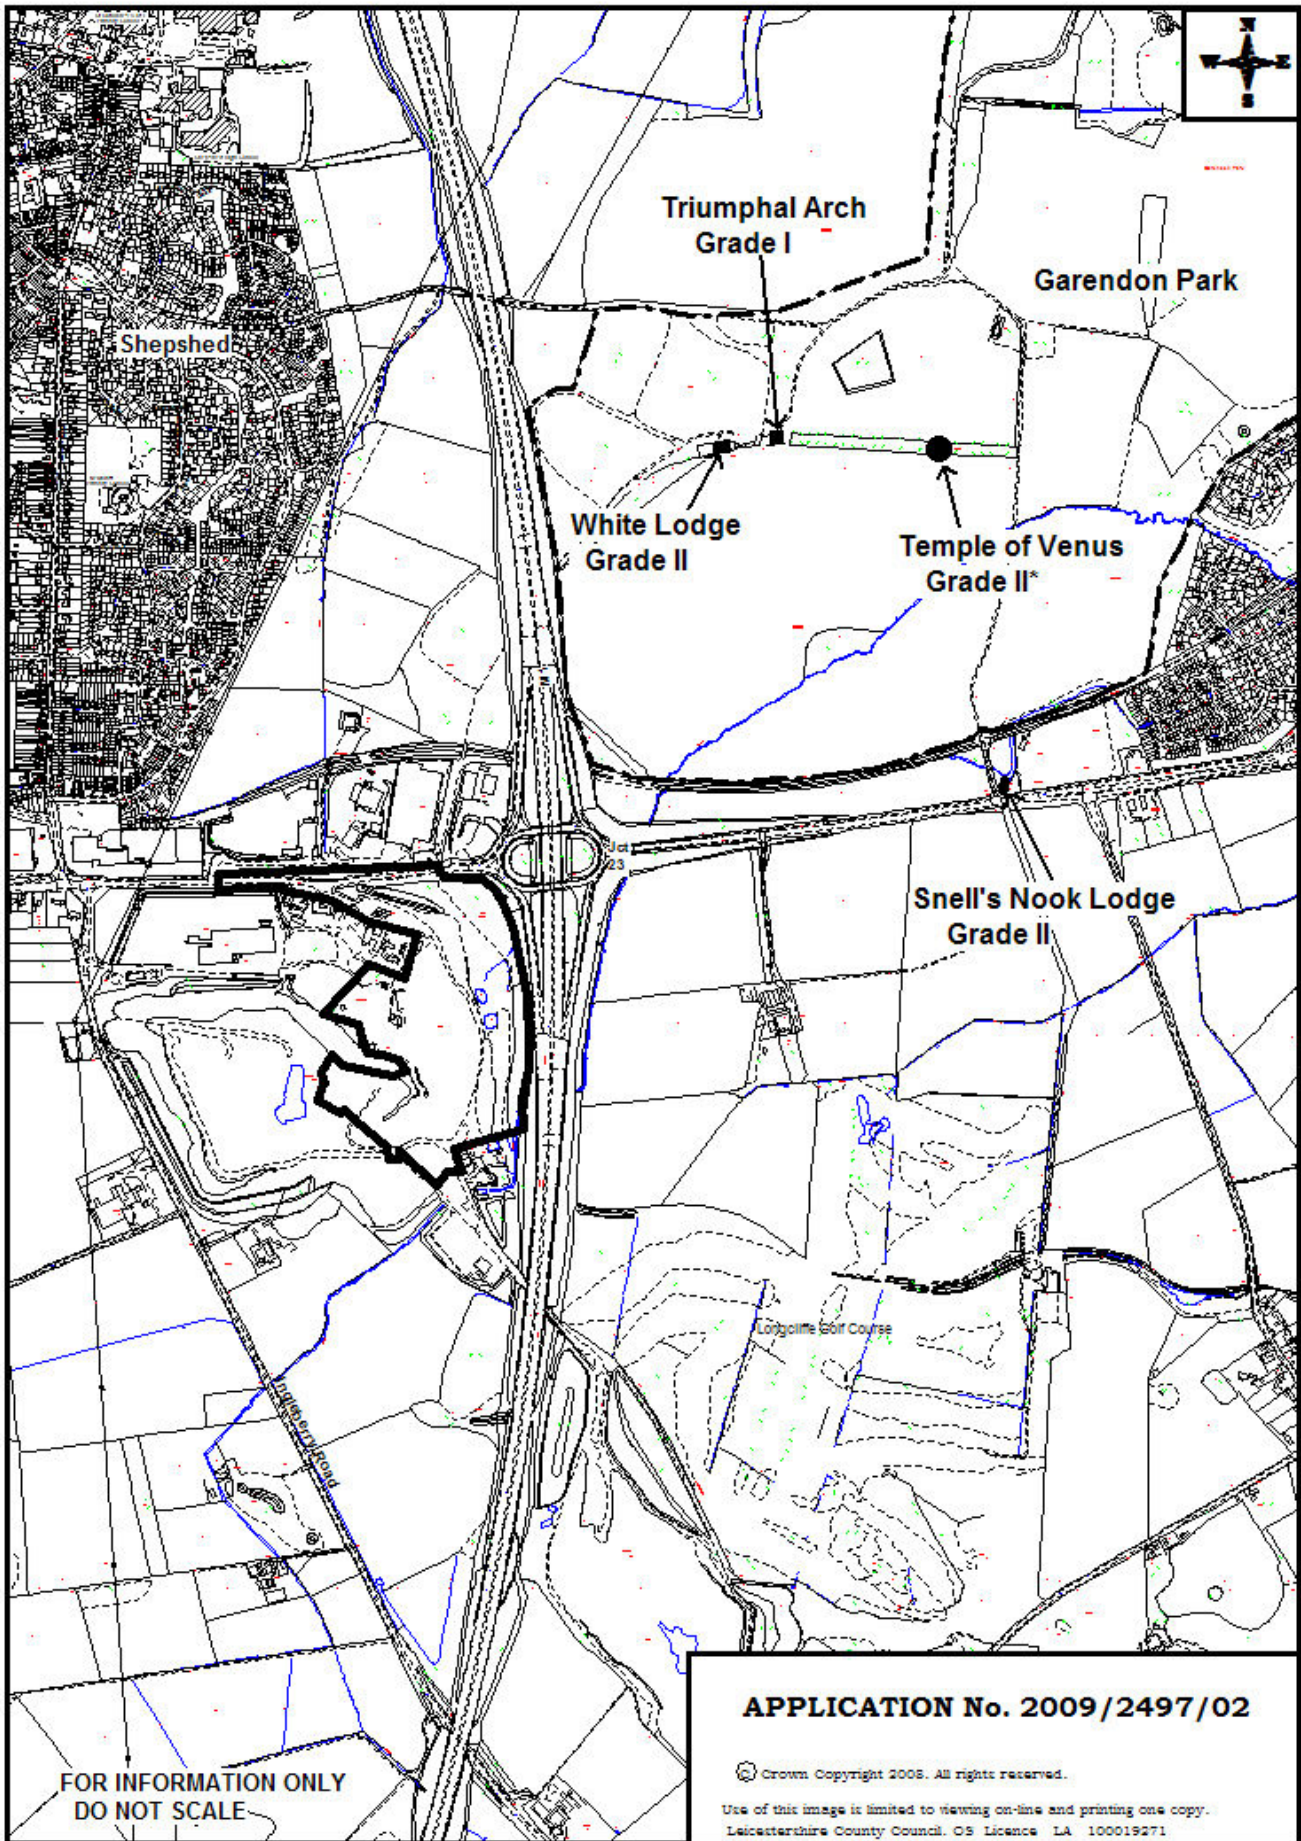 N
W E
S
Triumphal Arch
Grade I
Garendon Park
Shepshed
White Lodge
Grade II
Temple of Venus
Grade II*
Jct
23
Snell's Nook Lodge
Grade II
Longcliffe Golf Course
Ingleberry Road
APPLICATION No. 2009/2497/02
© Crown Copyright 2008. All rights reserved.
Use of this image is limited to viewing on-line and printing one copy.
Leicestershire County Council. OS Licence LA 100019271
FOR INFORMATION ONLY
DO NOT SCALE